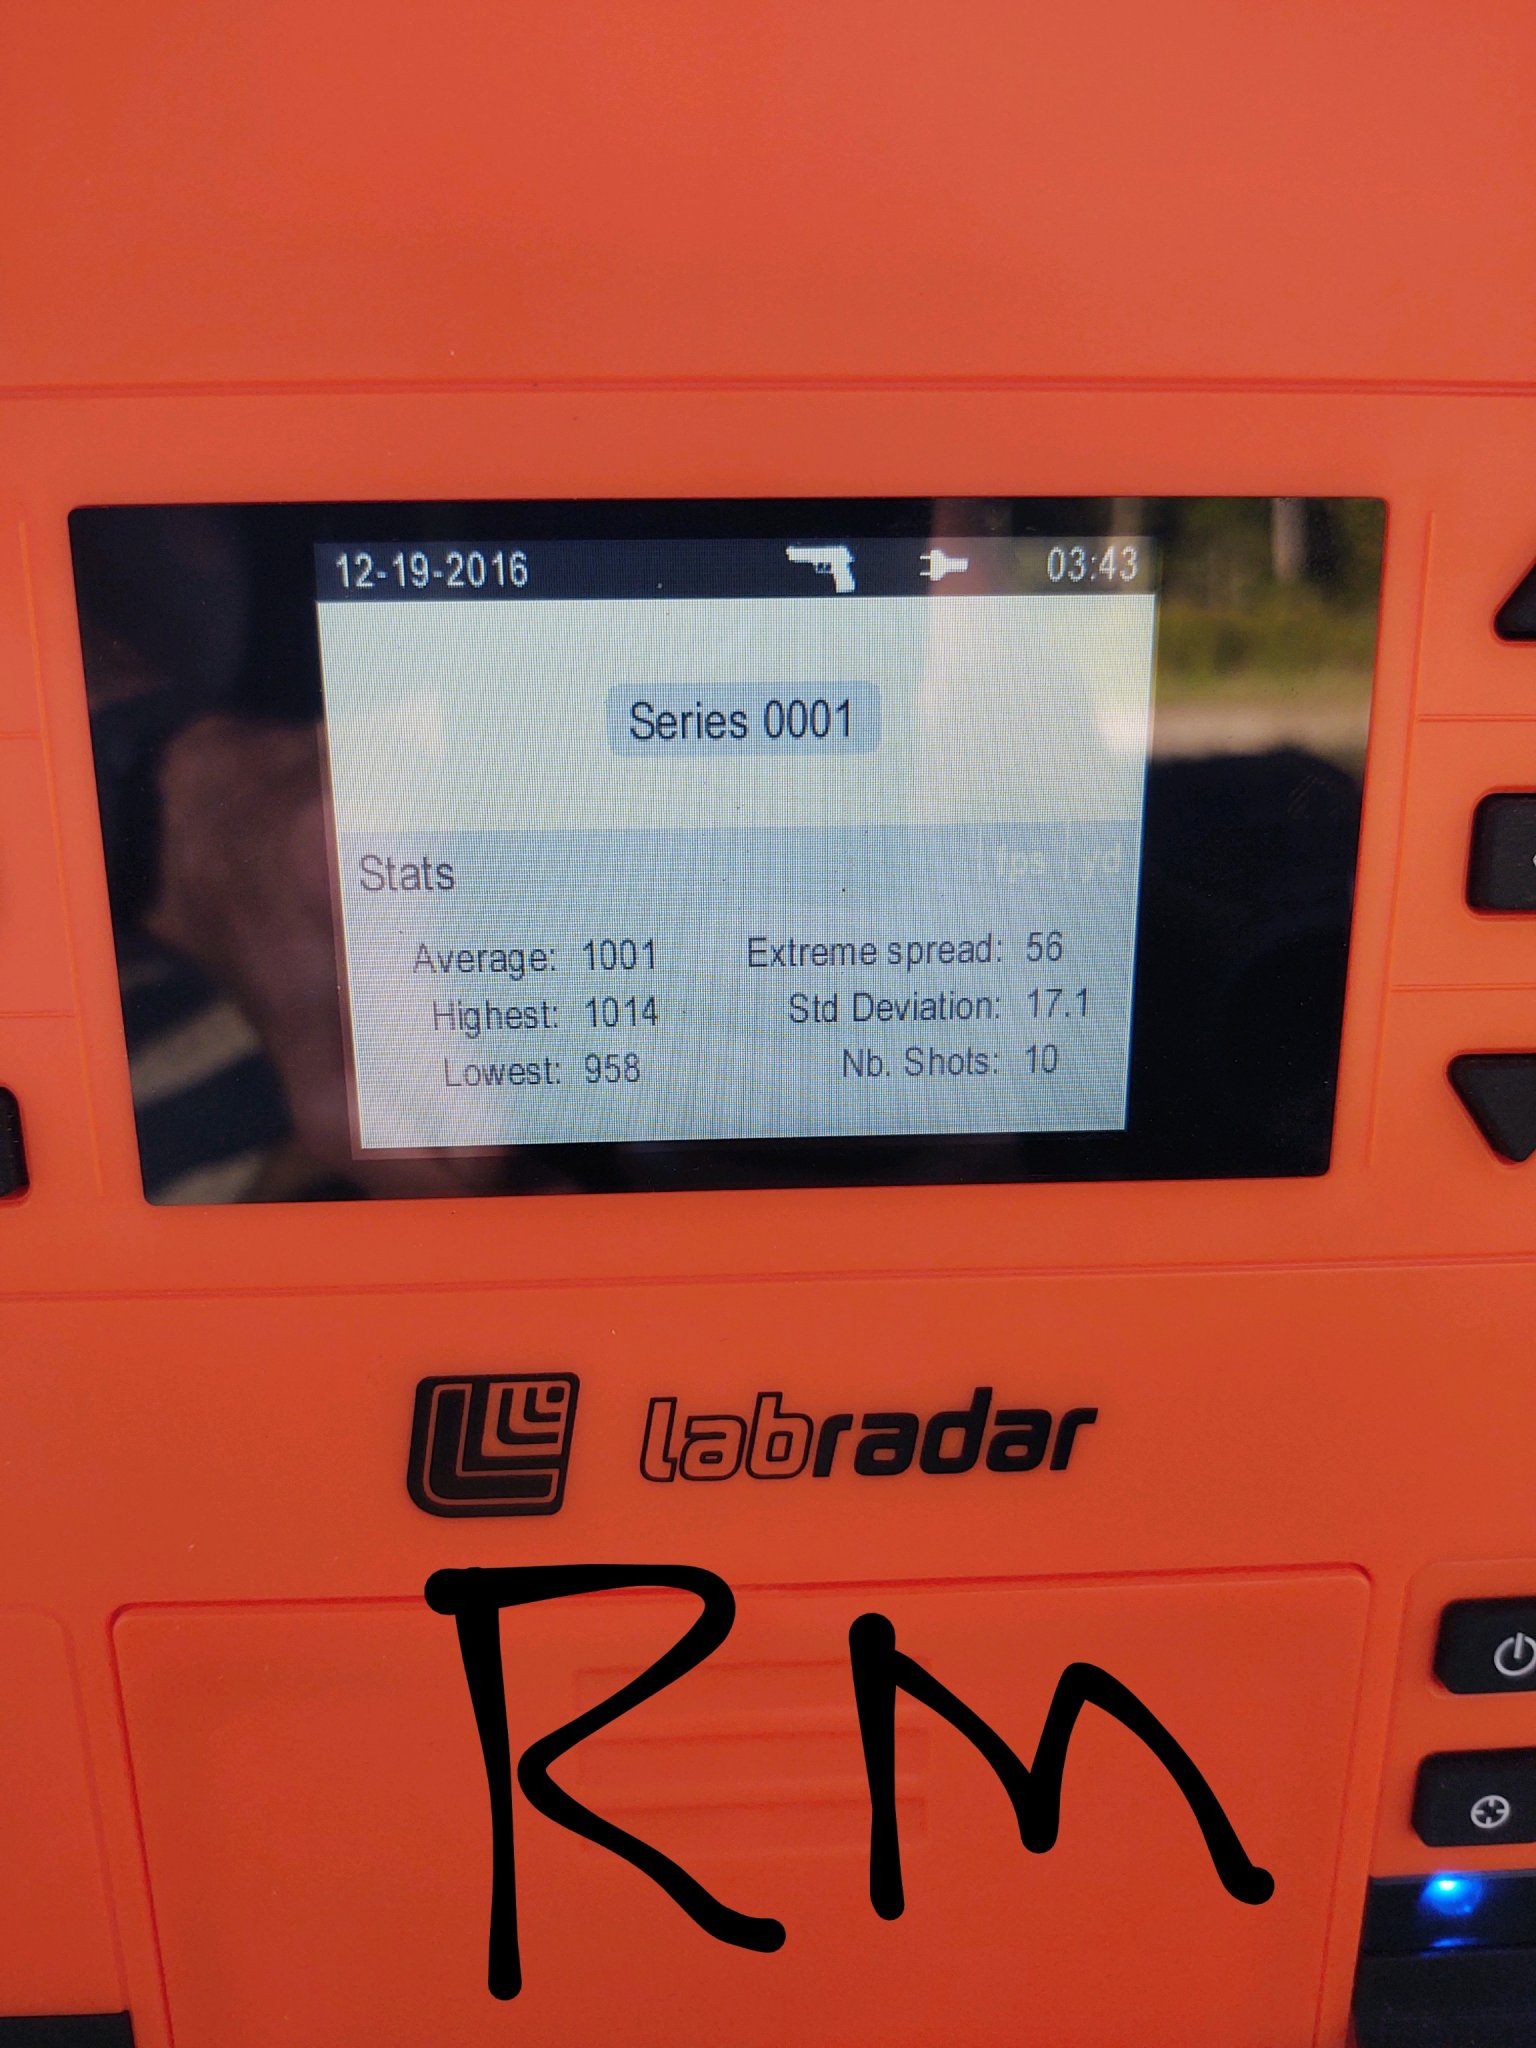 12-19-2016 03:43
Series 0001
Stats fps yd
Average: 1001 Extreme spread: 56
Highest: 1014 Std Deviation: 17.1
Lowest: 958 Nb. Shots: 10
labradar
RM